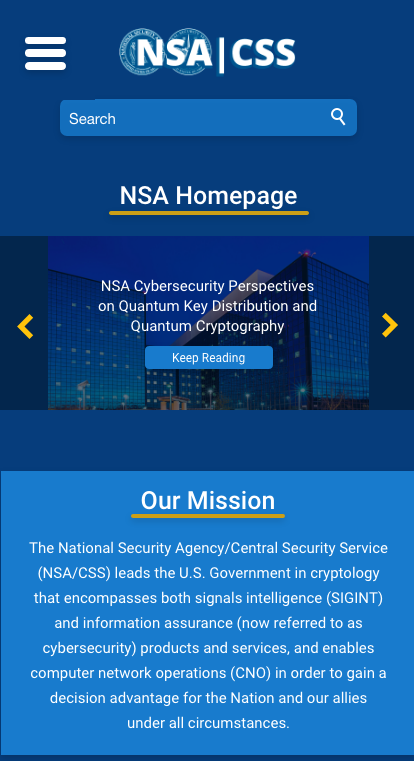 NSA|CSS
Search
NSA Homepage
NSA Cybersecurity Perspectives
on Quantum Key Distribution and
Quantum Cryptography
Keep Reading
Our Mission
The National Security Agency/Central Security Service
(NSA/CSS) leads the U.S. Government in cryptology
that encompasses both signals intelligence (SIGINT)
and information assurance (now referred to as
cybersecurity) products and services, and enables
computer network operations (CNO) in order to gain a
decision advantage for the Nation and our allies
under all circumstances.